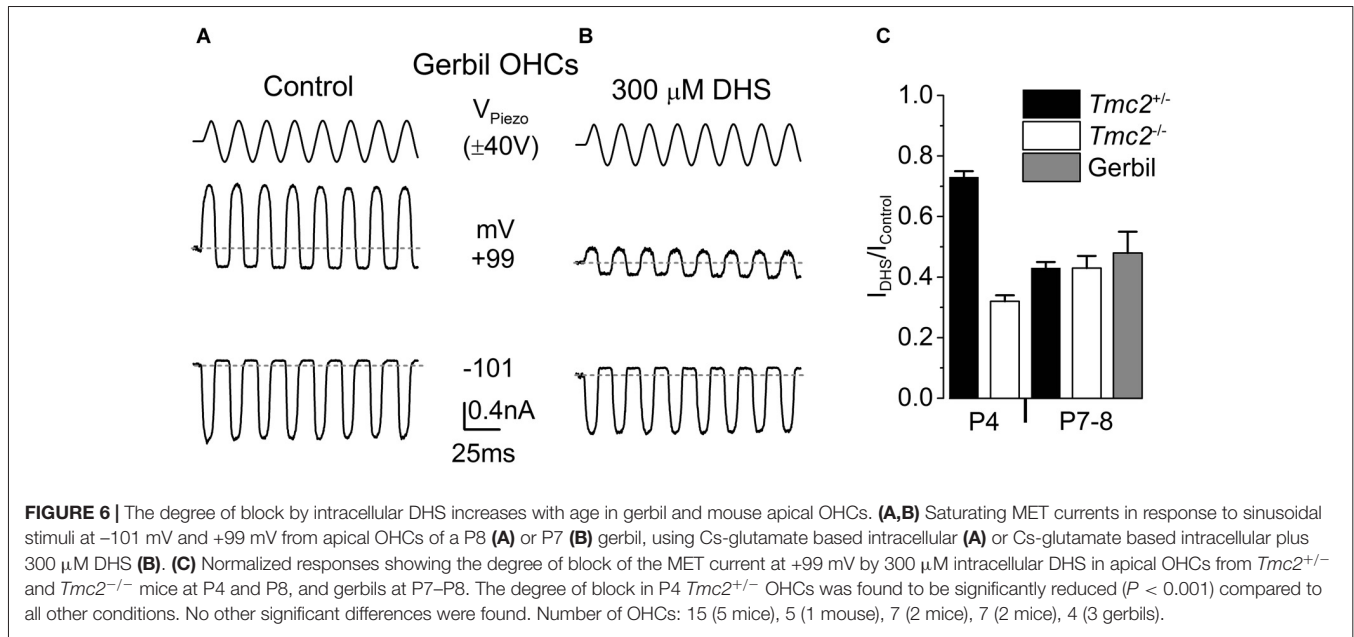 A
B
C
Gerbil OHCs
Control
300 μM DHS
V_Piezo
(±40V)
mV
+99
-101
0.4nA
25ms
I_DHS/I_Control
1.0
0.8
0.6
0.4
0.2
0.0
Tmc2+/-
Tmc2-/-
Gerbil
P4
P7-8
FIGURE 6 | The degree of block by intracellular DHS increases with age in gerbil and mouse apical OHCs. (A,B) Saturating MET currents in response to sinusoidal
stimuli at –101 mV and +99 mV from apical OHCs of a P8 (A) or P7 (B) gerbil, using Cs-glutamate based intracellular (A) or Cs-glutamate based intracellular plus
300 μM DHS (B). (C) Normalized responses showing the degree of block of the MET current at +99 mV by 300 μM intracellular DHS in apical OHCs from Tmc2+/−
and Tmc2−/− mice at P4 and P8, and gerbils at P7–P8. The degree of block in P4 Tmc2+/− OHCs was found to be significantly reduced (P < 0.001) compared to
all other conditions. No other significant differences were found. Number of OHCs: 15 (5 mice), 5 (1 mouse), 7 (2 mice), 7 (2 mice), 4 (3 gerbils).